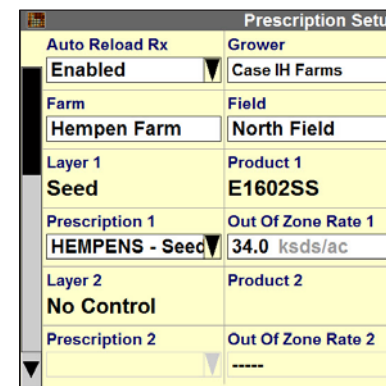 Prescription Setu
Auto Reload Rx Grower
Enabled Case IH Farms
Farm Field
Hempen Farm North Field
Layer 1 Product 1
Seed E1602SS
Prescription 1 Out Of Zone Rate 1
HEMPENS - Seed 34.0 ksds/ac
Layer 2 Product 2
No Control
Prescription 2 Out Of Zone Rate 2
-----